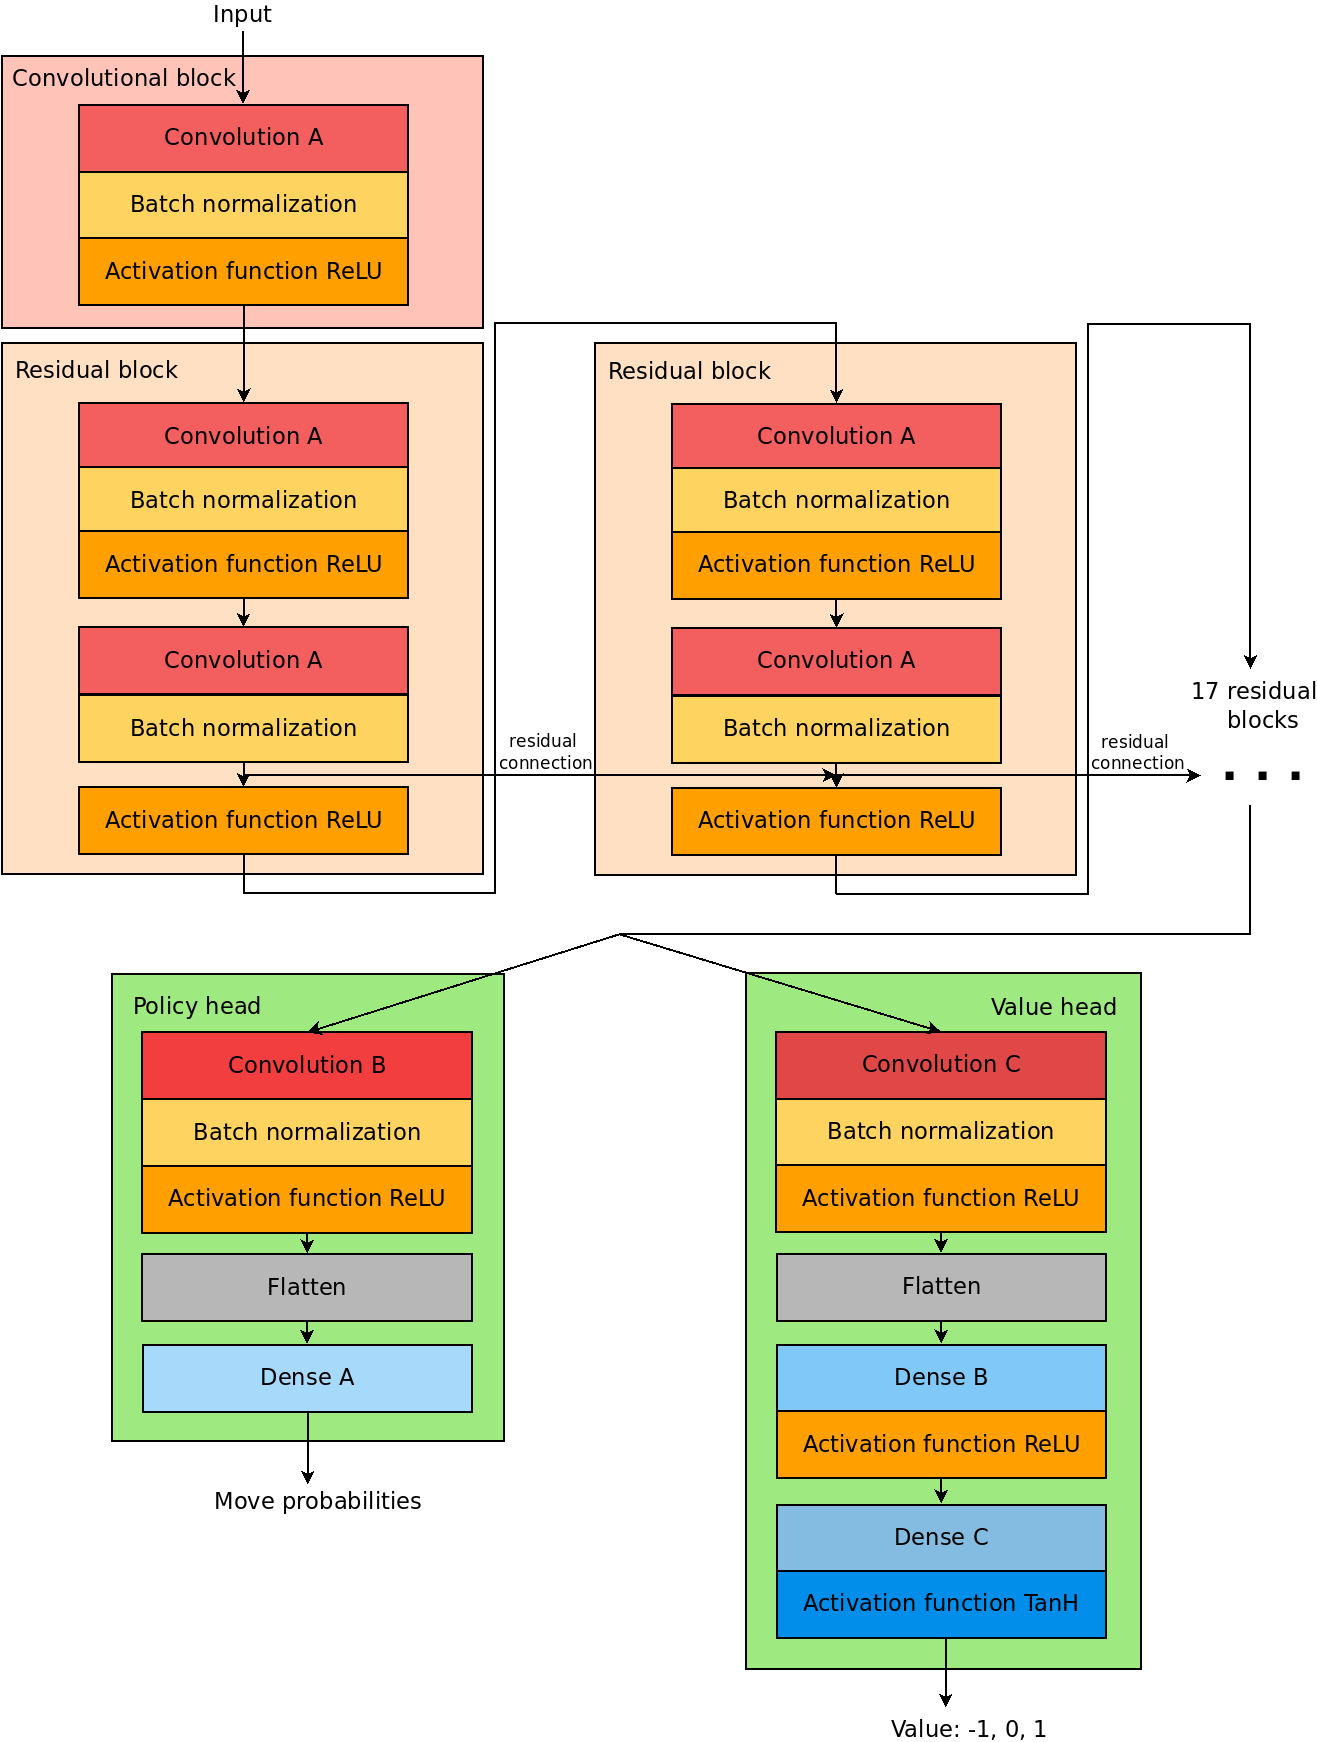 Input
Convolutional block
Convolution A
Batch normalization
Activation function ReLU
Residual block
Convolution A
Batch normalization
Activation function ReLU
Convolution A
Batch normalization
Activation function ReLU
residual
connection
Residual block
Convolution A
Batch normalization
Activation function ReLU
Convolution A
Batch normalization
Activation function ReLU
residual
connection
17 residual
blocks
. . .
Policy head
Convolution B
Batch normalization
Activation function ReLU
Flatten
Dense A
Move probabilities
Value head
Convolution C
Batch normalization
Activation function ReLU
Flatten
Dense B
Activation function ReLU
Dense C
Activation function TanH
Value: -1, 0, 1